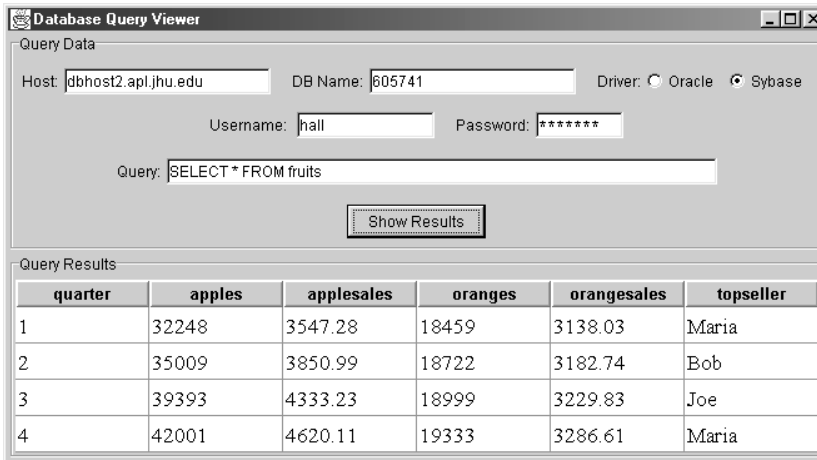 Database Query Viewer
Query Data
Host: dbhost2.apl.jhu.edu DB Name: 605741 Driver: Oracle Sybase
Username: hall Password: *******
Query: SELECT * FROM fruits
Show Results
Query Results
quarter apples applesales oranges orangesales topseller
1 32248 3547.28 18459 3138.03 Maria
2 35009 3850.99 18722 3182.74 Bob
3 39393 4333.23 18999 3229.83 Joe
4 42001 4620.11 19333 3286.61 Maria